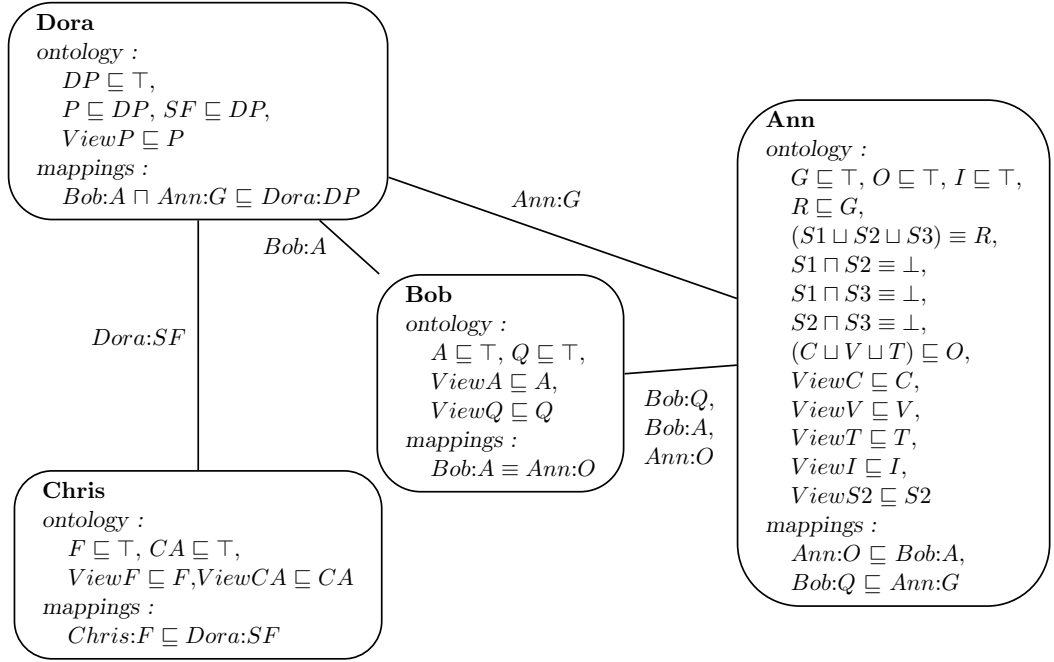 Dora
ontology :
DP ⊑ ⊤,
P ⊑ DP, SF ⊑ DP,
ViewP ⊑ P
mappings :
Bob:A ⊓ Ann:G ⊑ Dora:DP
Ann:G
Bob:A
Dora:SF
Bob
ontology :
A ⊑ ⊤, Q ⊑ ⊤,
ViewA ⊑ A,
ViewQ ⊑ Q
mappings :
Bob:A ≡ Ann:O
Bob:Q,
Bob:A,
Ann:O
Ann
ontology :
G ⊑ ⊤, O ⊑ ⊤, I ⊑ ⊤,
R ⊑ G,
(S1 ⊔ S2 ⊔ S3) ≡ R,
S1 ⊓ S2 ≡ ⊥,
S1 ⊓ S3 ≡ ⊥,
S2 ⊓ S3 ≡ ⊥,
(C ⊔ V ⊔ T) ⊑ O,
ViewC ⊑ C,
ViewV ⊑ V,
ViewT ⊑ T,
ViewI ⊑ I,
ViewS2 ⊑ S2
mappings :
Ann:O ⊑ Bob:A,
Bob:Q ⊑ Ann:G
Chris
ontology :
F ⊑ ⊤, CA ⊑ ⊤,
ViewF ⊑ F,ViewCA ⊑ CA
mappings :
Chris:F ⊑ Dora:SF